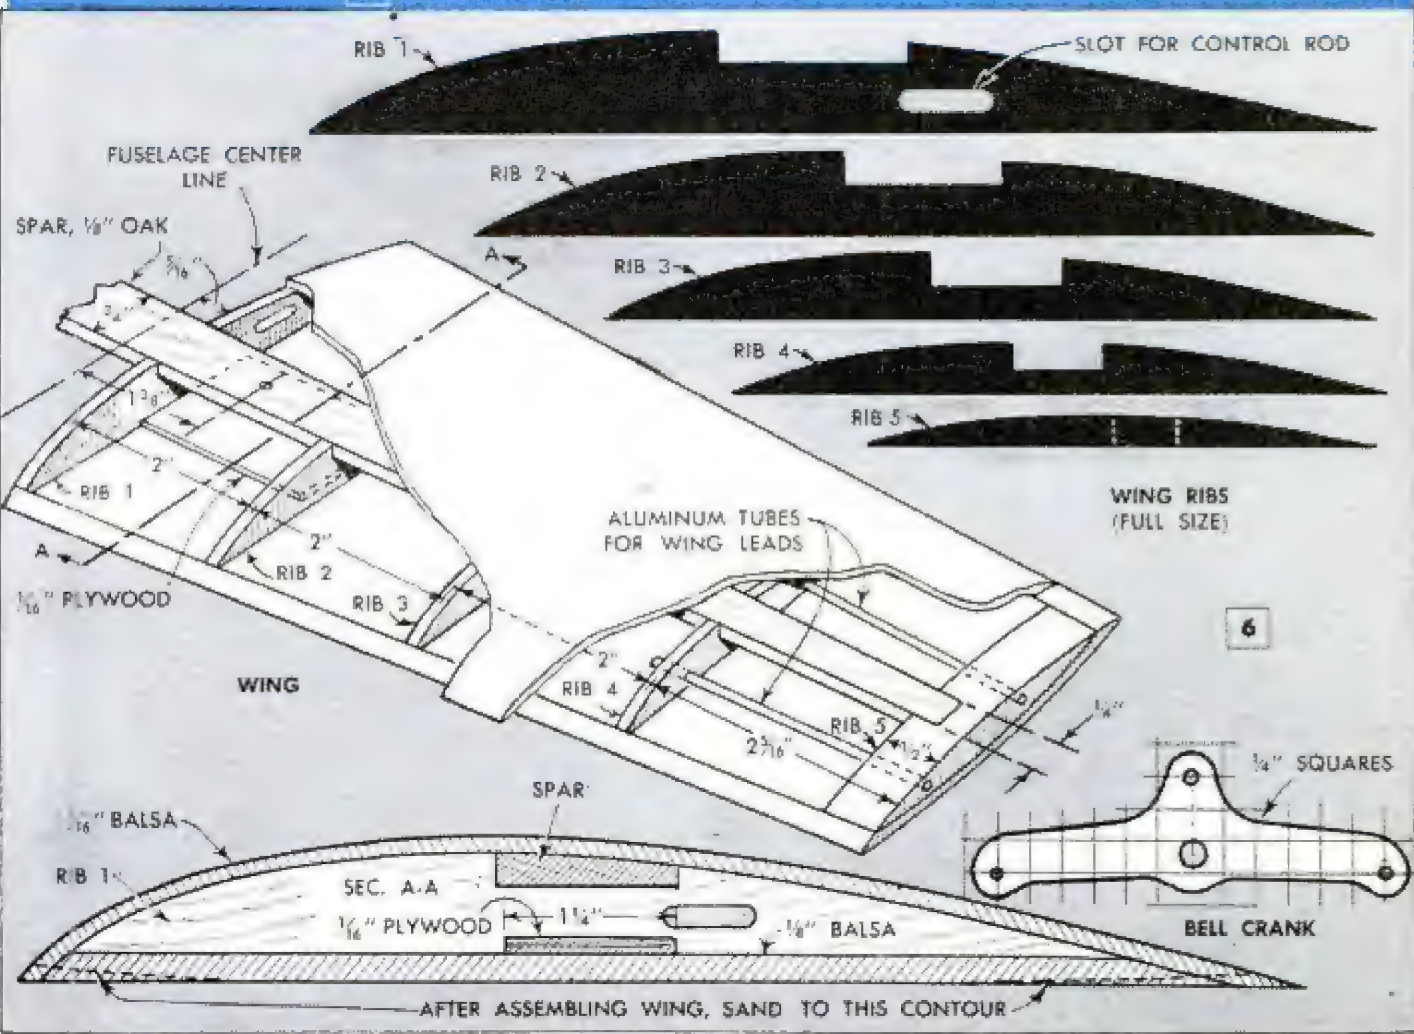 RIB 1
SLOT FOR CONTROL ROD
FUSELAGE CENTER
LINE
RIB 2
SPAR, 1/8" OAK
5/16"
A
RIB 3
3/4"
RIB 4
1 3/8"
RIB 5
2"
RIB 1
WING RIBS
(FULL SIZE)
ALUMINUM TUBES
FOR WING LEADS
2"
A
RIB 2
1/16" PLYWOOD
RIB 3
6
WING
2"
RIB 4
RIB 5
2 5/16"
1/2"
1/4" SQUARES
SPAR
1/16" BALSA
RIB 1
SEC. A-A
1/16" PLYWOOD
1 1/4"
1/8" BALSA
BELL CRANK
AFTER ASSEMBLING WING, SAND TO THIS CONTOUR